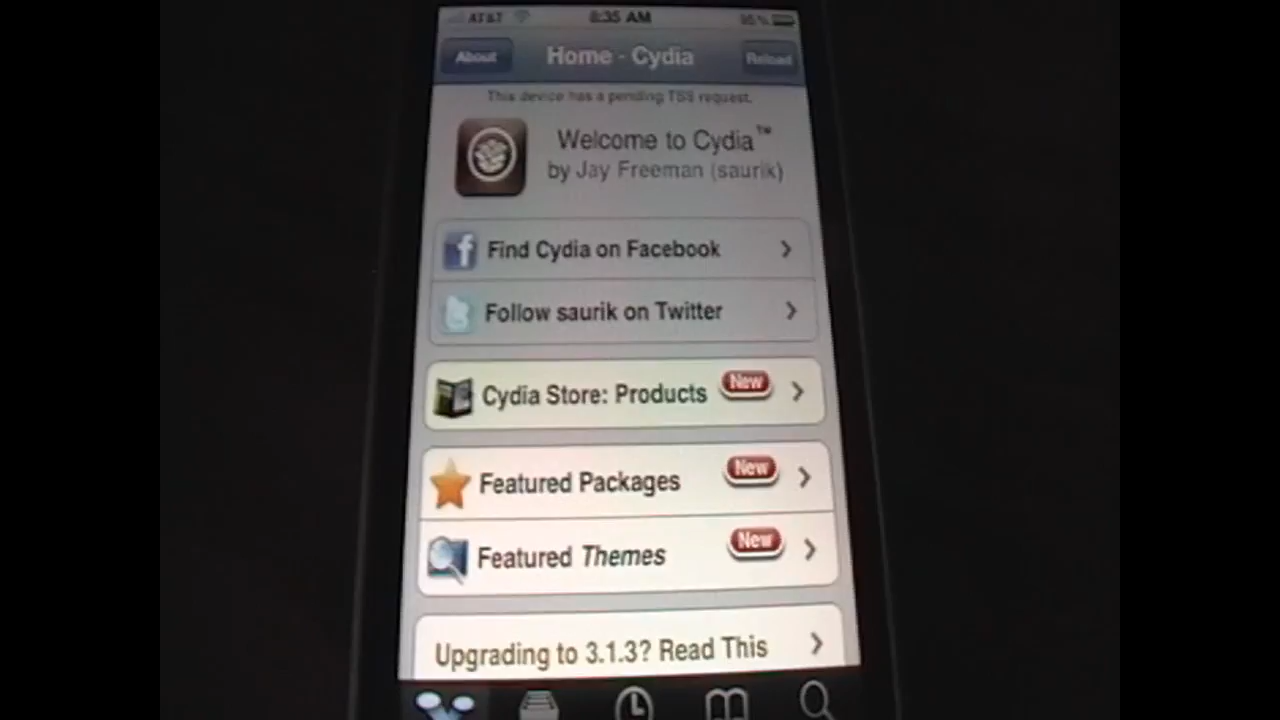 AT&T 8:35 AM 95%
About Home - Cydia Reload
This device has a pending TSS request.
Welcome to Cydia™
by Jay Freeman (saurik)
Find Cydia on Facebook
Follow saurik on Twitter
Cydia Store: Products New
Featured Packages New
Featured Themes New
Upgrading to 3.1.3? Read This